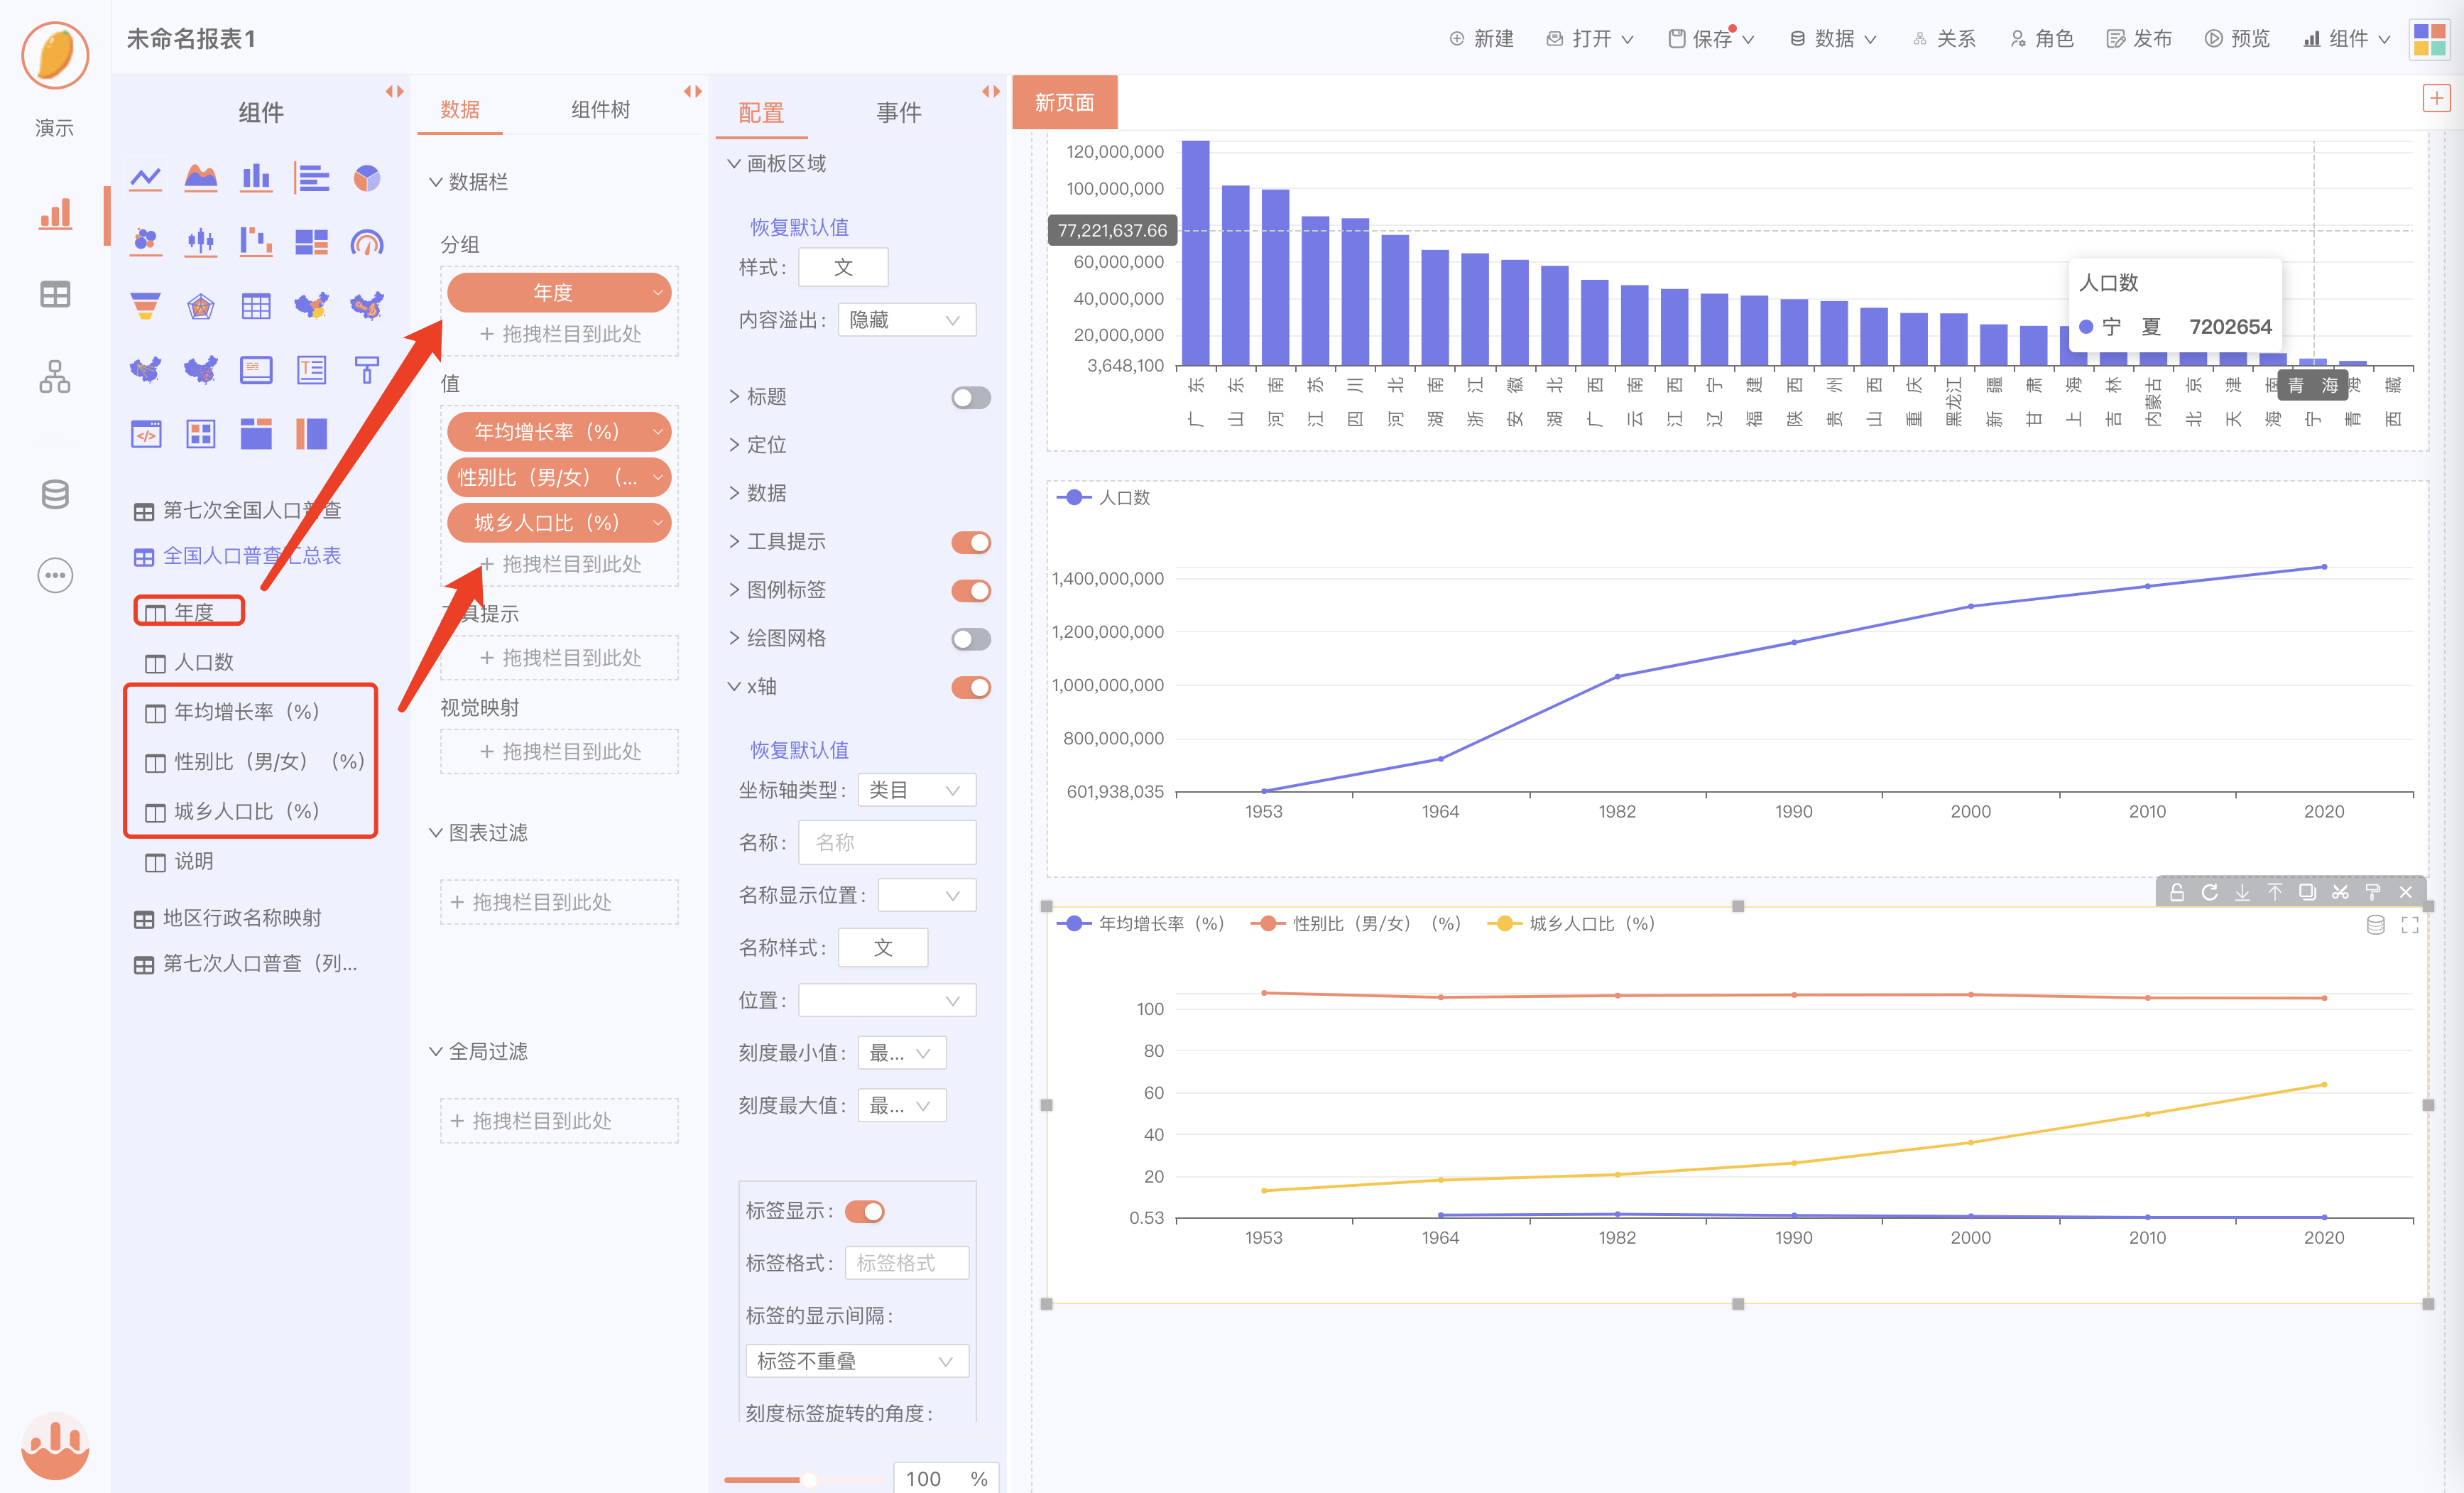 未命名报表1
新建
打开
保存
数据
关系
角色
发布
预览
组件
演示
组件
第七次全国人口普查
全国人口普查汇总表
年度
人口数
年均增长率（%）
性别比（男/女）（%）
城乡人口比（%）
说明
地区行政名称映射
第七次人口普查（列...
数据
组件树
数据栏
分组
年度
+ 拖拽栏目到此处
值
年均增长率（%）
性别比（男/女）（...
城乡人口比（%）
+ 拖拽栏目到此处
具提示
+ 拖拽栏目到此处
视觉映射
+ 拖拽栏目到此处
图表过滤
+ 拖拽栏目到此处
全局过滤
+ 拖拽栏目到此处
配置
事件
画板区域
恢复默认值
样式: 文
内容溢出: 隐藏
标题
定位
数据
工具提示
图例标签
绘图网格
x轴
恢复默认值
坐标轴类型: 类目
名称: 名称
名称显示位置:
名称样式: 文
位置:
刻度最小值: 最...
刻度最大值: 最...
标签显示:
标签格式: 标签格式
标签的显示间隔:
标签不重叠
刻度标签旋转的角度:
100 %
新页面
120,000,000
100,000,000
77,221,637.66
60,000,000
40,000,000
20,000,000
3,648,100
人口数
宁 夏 7202654
广 东
山 东
河 南
江 苏
四 川
河 北
湖 南
浙 江
安 徽
湖 北
广 西
云 南
江 西
辽 宁
福 建
陕 西
贵 州
山 西
重 庆
黑龙江
新 疆
甘 肃
上 海
吉 林
内蒙古
北 京
天 津
海 南
宁
青 海
青 海
西 藏
人口数
1,400,000,000
1,200,000,000
1,000,000,000
800,000,000
601,938,035
1953 1964 1982 1990 2000 2010 2020
年均增长率（%） 性别比（男/女）（%） 城乡人口比（%）
100
80
60
40
20
0.53
1953 1964 1982 1990 2000 2010 2020